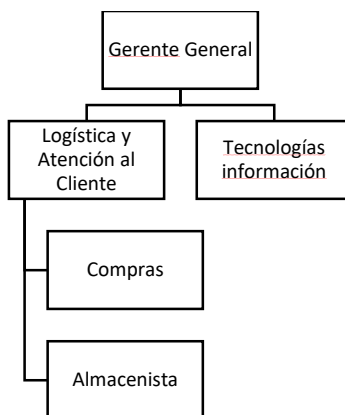 Gerente General
Logística y
Atención al
Cliente
Tecnologías
información
Compras
Almacenista